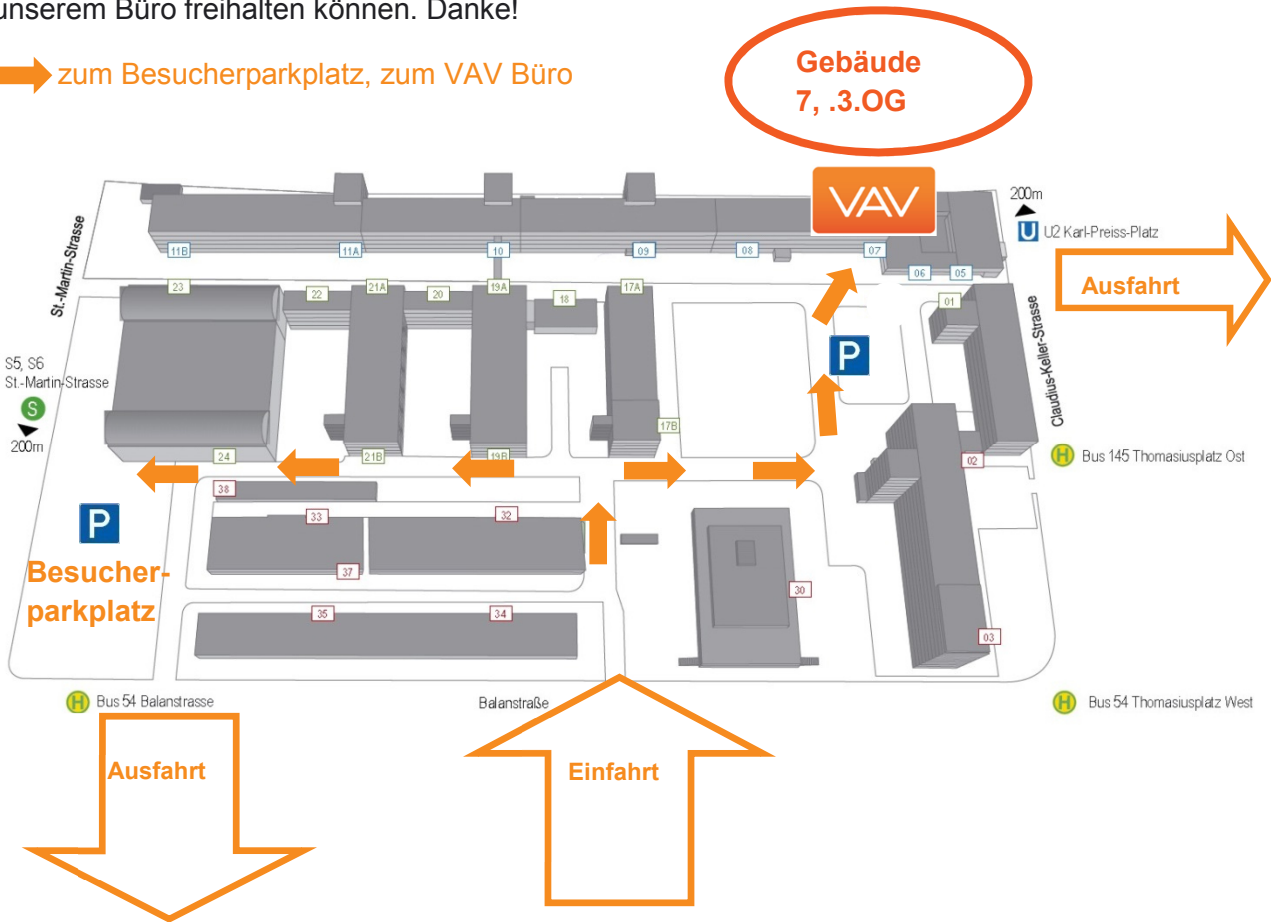 unserem Büro freihalten können. Danke!
zum Besucherparkplatz, zum VAV Büro
Gebäude
7, .3.OG
VAV
200m
U U2 Karl-Preiss-Platz
Ausfahrt
St.-Martin-Strasse
11B
11A
10
09
08
07
06
05
23
22
21A
20
19A
18
17A
01
P
Claudius-Keller-Strasse
S5, S6
St.-Martin-Strasse
S
200m
17B
24
21B
19B
02
H Bus 145 Thomasiusplatz Ost
38
33
32
P
Besucher-
parkplatz
37
30
35
34
03
H Bus 54 Balanstrasse
Balanstraße
H Bus 54 Thomasiusplatz West
Ausfahrt
Einfahrt